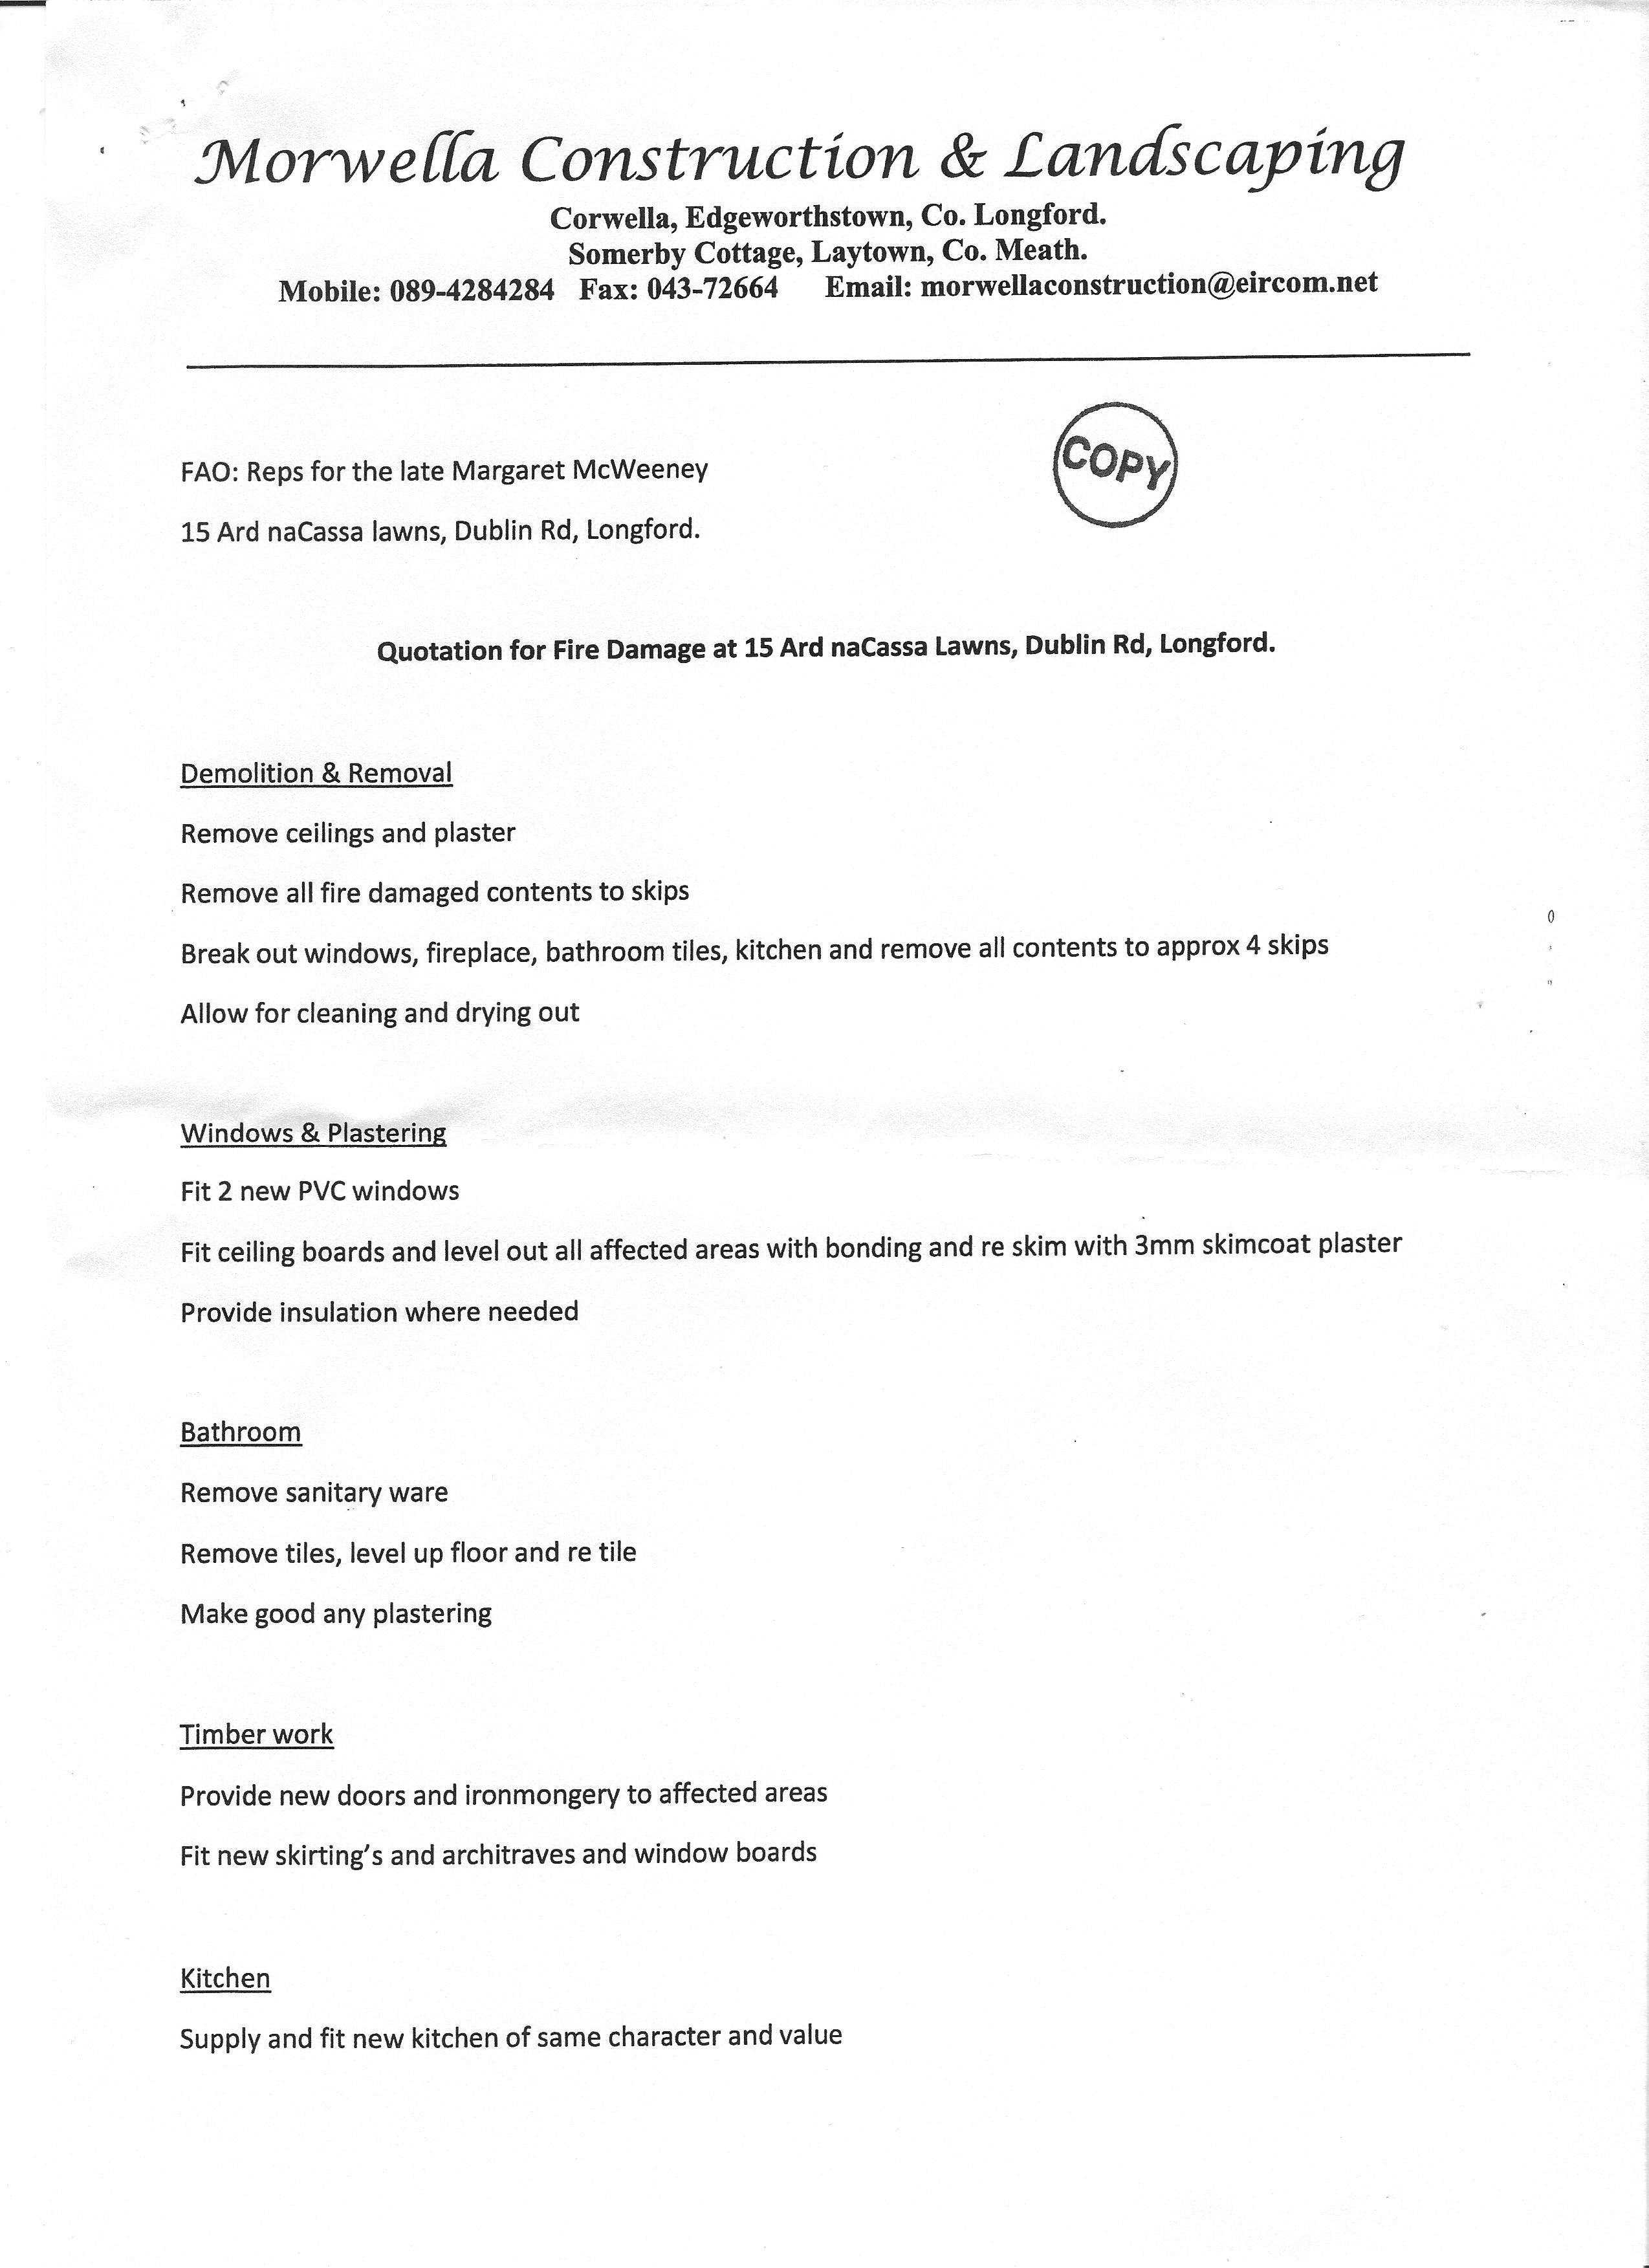 Morwella Construction & Landscaping
Corwella, Edgeworthstown, Co. Longford.
Somerby Cottage, Laytown, Co. Meath.
Mobile: 089-4284284 Fax: 043-72664 Email: morwellaconstruction@eircom.net
COPY
FAO: Reps for the late Margaret McWeeney
15 Ard naCassa lawns, Dublin Rd, Longford.
Quotation for Fire Damage at 15 Ard naCassa Lawns, Dublin Rd, Longford.
Demolition & Removal
Remove ceilings and plaster
Remove all fire damaged contents to skips
Break out windows, fireplace, bathroom tiles, kitchen and remove all contents to approx 4 skips
Allow for cleaning and drying out
Windows & Plastering
Fit 2 new PVC windows
Fit ceiling boards and level out all affected areas with bonding and re skim with 3mm skimcoat plaster
Provide insulation where needed
Bathroom
Remove sanitary ware
Remove tiles, level up floor and re tile
Make good any plastering
Timber work
Provide new doors and ironmongery to affected areas
Fit new skirting's and architraves and window boards
Kitchen
Supply and fit new kitchen of same character and value